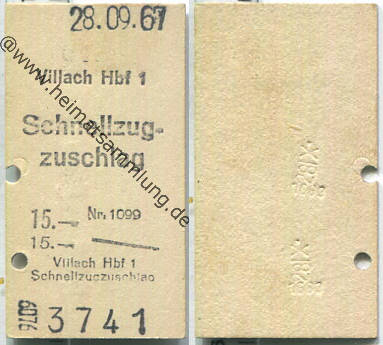 28.09.67
Villach Hbf 1
Schnellzug-
zuschlag
15.— Nr. 1099
15.—
Villach Hbf 1
Schnellzugzuschlag
3741
@www.heimatsammlung.de